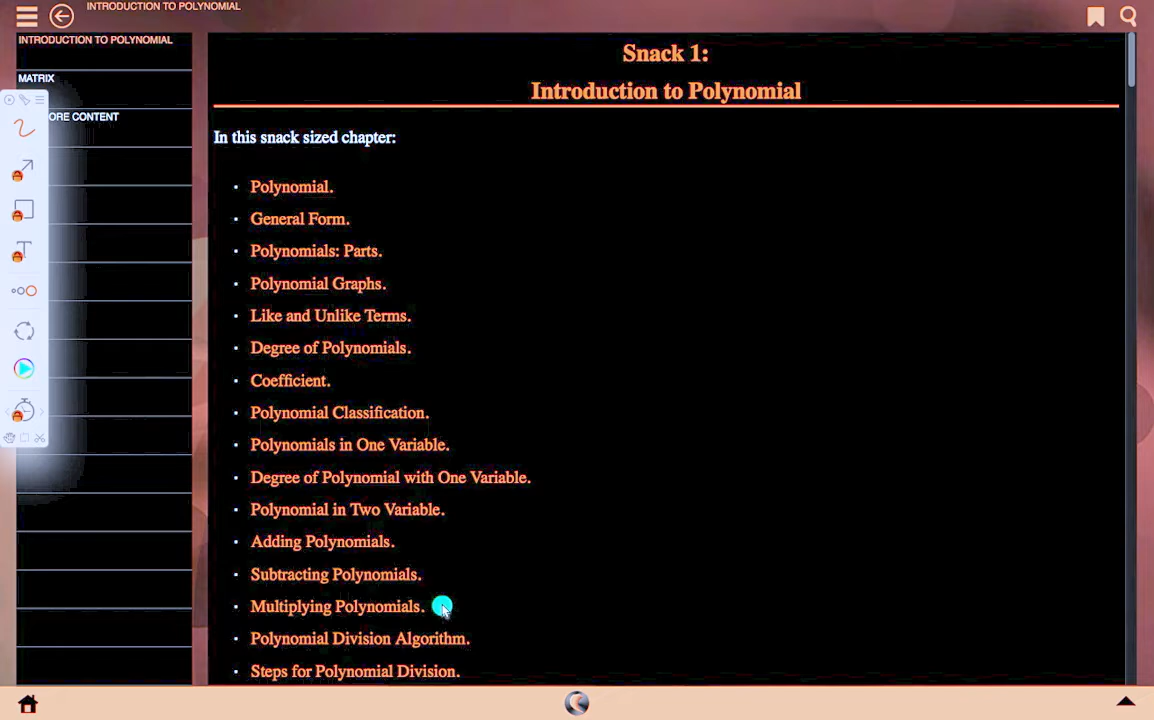 INTRODUCTION TO POLYNOMIAL
INTRODUCTION TO POLYNOMIAL
MATRIX
ORE CONTENT
Snack 1:
Introduction to Polynomial
In this snack sized chapter:
• Polynomial.
• General Form.
• Polynomials: Parts.
• Polynomial Graphs.
• Like and Unlike Terms.
• Degree of Polynomials.
• Coefficient.
• Polynomial Classification.
• Polynomials in One Variable.
• Degree of Polynomial with One Variable.
• Polynomial in Two Variable.
• Adding Polynomials.
• Subtracting Polynomials.
• Multiplying Polynomials.
• Polynomial Division Algorithm.
• Steps for Polynomial Division.